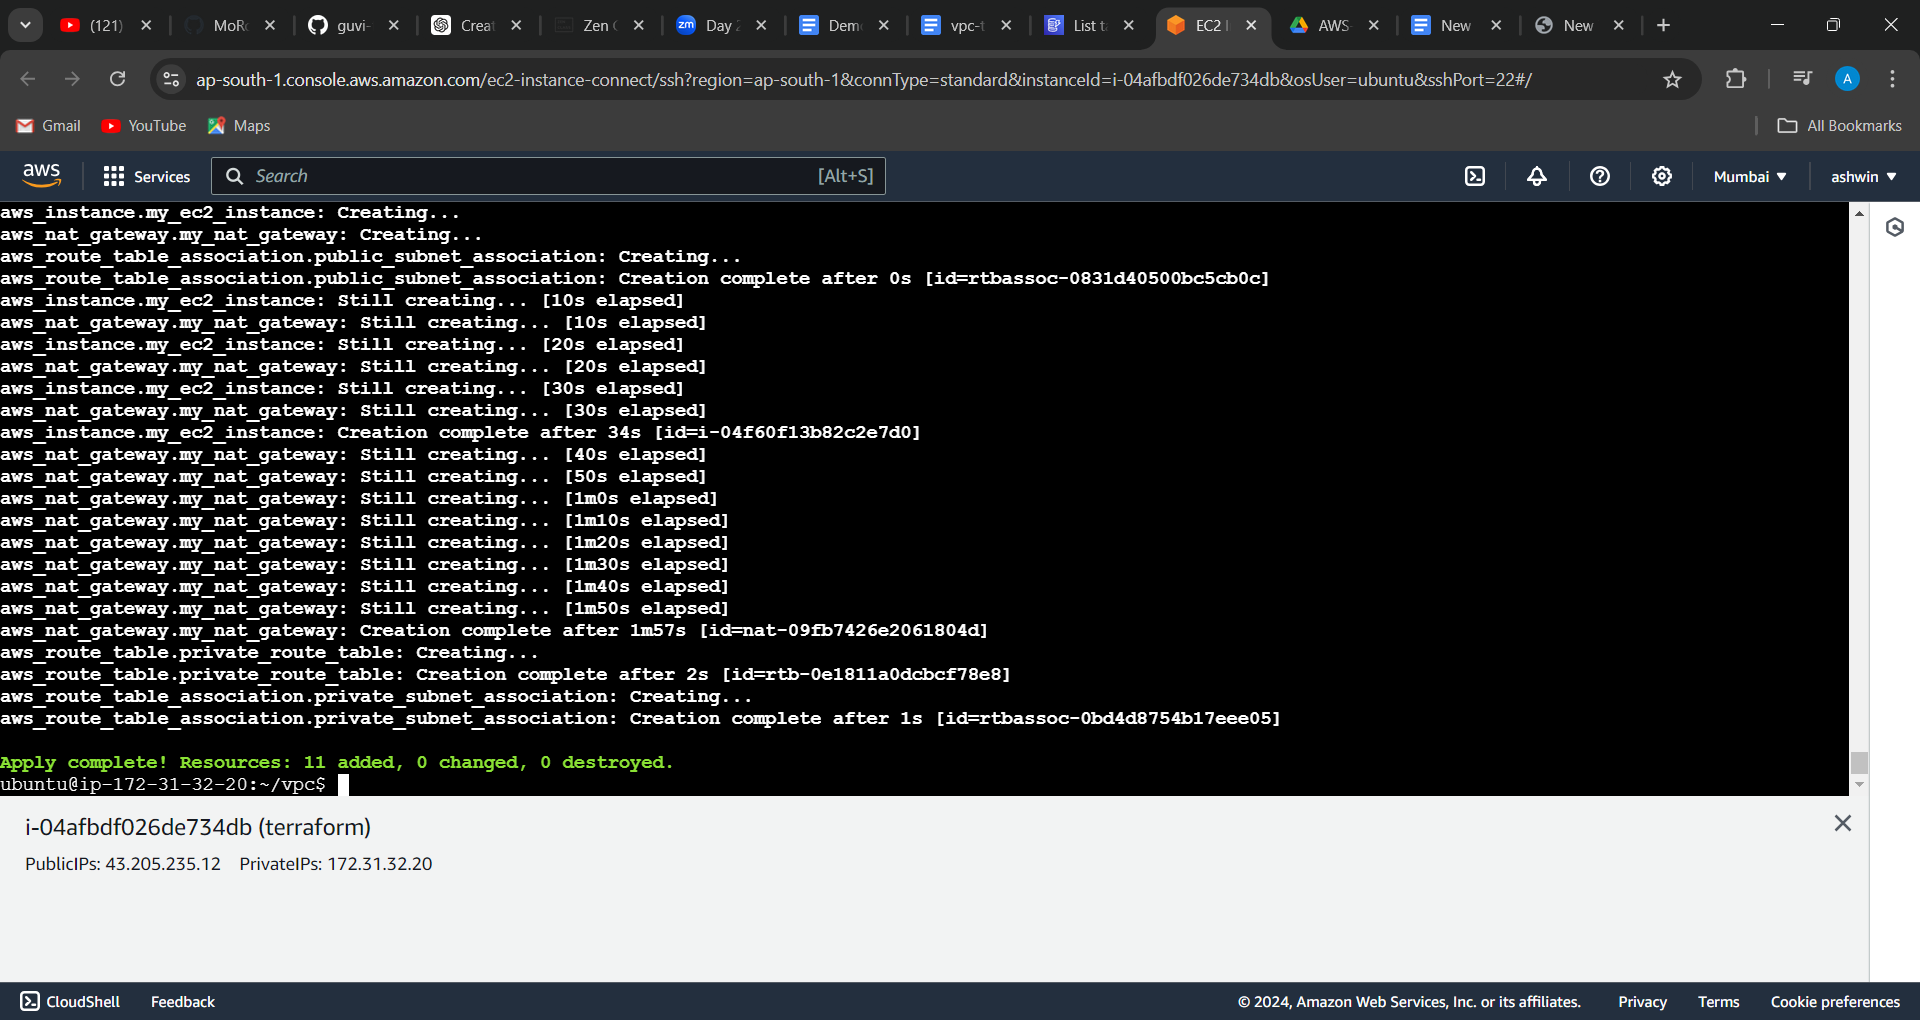 (121)
MoRe
guvi-
Creat
Zen C
zm Day 2
Dem
vpc-t
List t
EC2 I
AWS
New
New
ap-south-1.console.aws.amazon.com/ec2-instance-connect/ssh?region=ap-south-1&connType=standard&instanceId=i-04afbdf026de734db&osUser=ubuntu&sshPort=22#/
A
Gmail YouTube Maps
All Bookmarks
aws Services Search [Alt+S]
Mumbai ashwin
aws_instance.my_ec2_instance: Creating...
aws_nat_gateway.my_nat_gateway: Creating...
aws_route_table_association.public_subnet_association: Creating...
aws_route_table_association.public_subnet_association: Creation complete after 0s [id=rtbassoc-0831d40500bc5cb0c]
aws_instance.my_ec2_instance: Still creating... [10s elapsed]
aws_nat_gateway.my_nat_gateway: Still creating... [10s elapsed]
aws_instance.my_ec2_instance: Still creating... [20s elapsed]
aws_nat_gateway.my_nat_gateway: Still creating... [20s elapsed]
aws_instance.my_ec2_instance: Still creating... [30s elapsed]
aws_nat_gateway.my_nat_gateway: Still creating... [30s elapsed]
aws_instance.my_ec2_instance: Creation complete after 34s [id=i-04f60f13b82c2e7d0]
aws_nat_gateway.my_nat_gateway: Still creating... [40s elapsed]
aws_nat_gateway.my_nat_gateway: Still creating... [50s elapsed]
aws_nat_gateway.my_nat_gateway: Still creating... [1m0s elapsed]
aws_nat_gateway.my_nat_gateway: Still creating... [1m10s elapsed]
aws_nat_gateway.my_nat_gateway: Still creating... [1m20s elapsed]
aws_nat_gateway.my_nat_gateway: Still creating... [1m30s elapsed]
aws_nat_gateway.my_nat_gateway: Still creating... [1m40s elapsed]
aws_nat_gateway.my_nat_gateway: Still creating... [1m50s elapsed]
aws_nat_gateway.my_nat_gateway: Creation complete after 1m57s [id=nat-09fb7426e2061804d]
aws_route_table.private_route_table: Creating...
aws_route_table.private_route_table: Creation complete after 2s [id=rtb-0e1811a0dcbcf78e8]
aws_route_table_association.private_subnet_association: Creating...
aws_route_table_association.private_subnet_association: Creation complete after 1s [id=rtbassoc-0bd4d8754b17eee05]
Apply complete! Resources: 11 added, 0 changed, 0 destroyed.
ubuntu@ip-172-31-32-20:~/vpc$
i-04afbdf026de734db (terraform)
PublicIPs: 43.205.235.12 PrivateIPs: 172.31.32.20
CloudShell Feedback
© 2024, Amazon Web Services, Inc. or its affiliates. Privacy Terms Cookie preferences